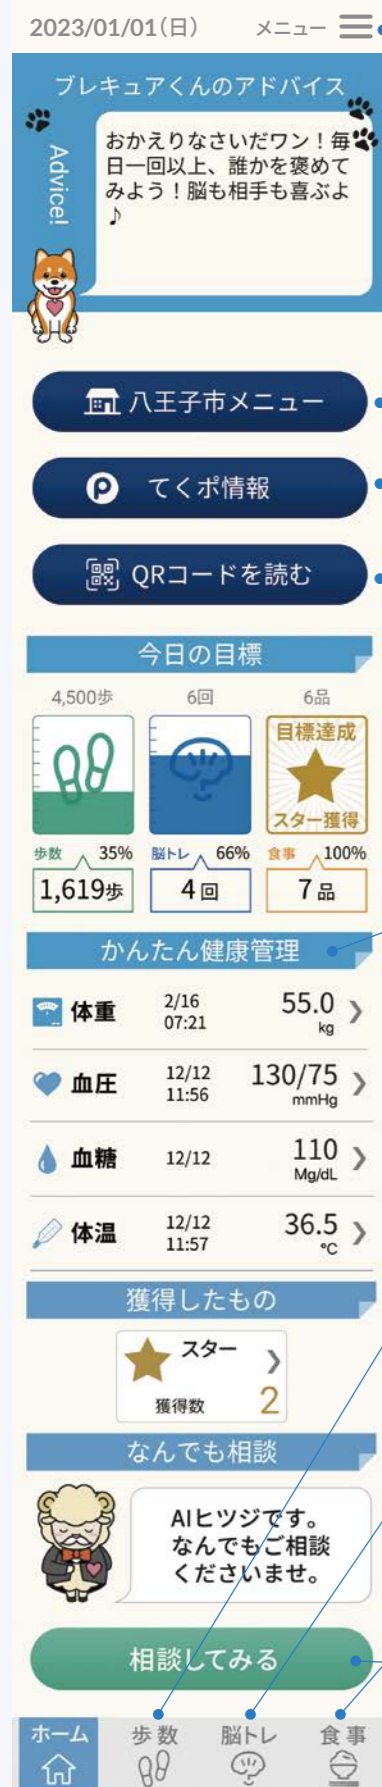 2023/01/01(日) メニュー
ブレキュアくんのアドバイス
Advice!
おかえりなさいだワン！毎
日一回以上、誰かを褒めて
みよう！脳も相手も喜ぶよ
♪
八王子市メニュー
P てくポ情報
QRコードを読む
今日の目標
4,500歩 6回 6品
目標達成
スター獲得
歩数 35% 脳トレ 66% 食事 100%
1,619歩 4回 7品
かんたん健康管理
体重 2/16 07:21 55.0 kg
血圧 12/12 11:56 130/75 mmHg
血糖 12/12 110 Mg/dL
体温 12/12 11:57 36.5 ℃
獲得したもの
スター
獲得数 2
なんでも相談
AIヒツジです。
なんでもご相談
くださいませ。
相談してみる
ホーム 歩数 脳トレ 食事